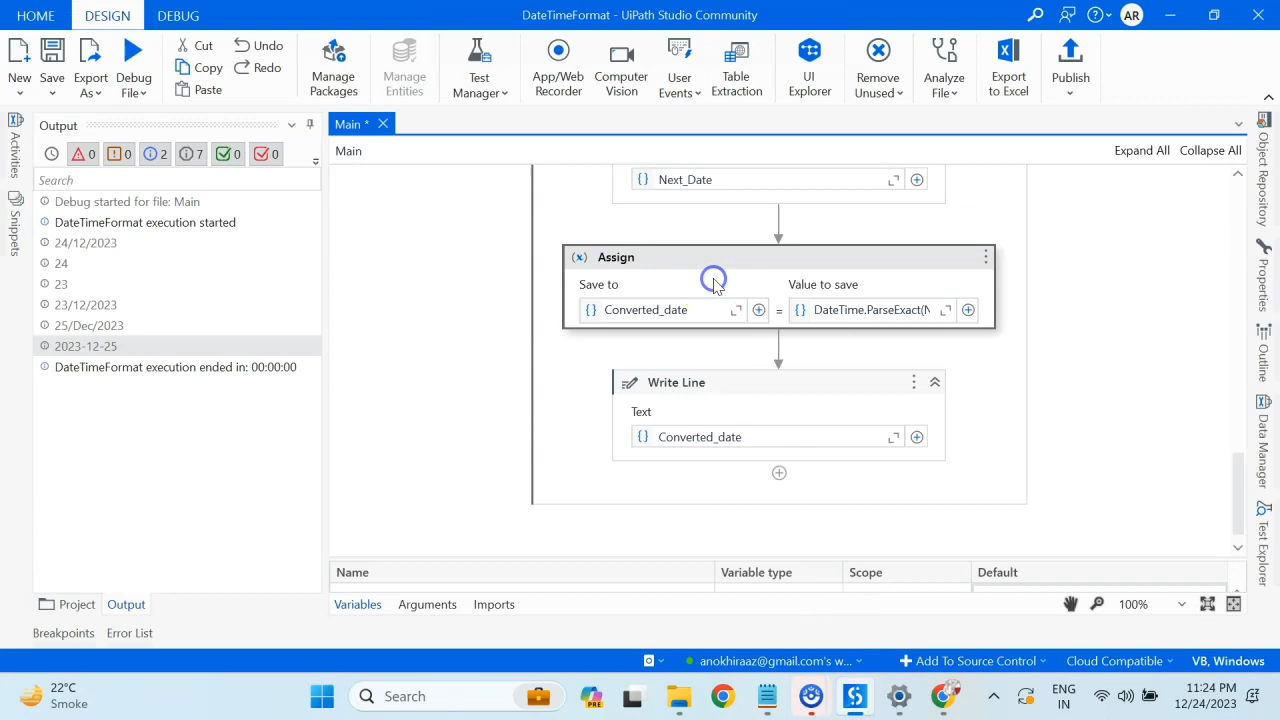 HOME DESIGN DEBUG
DateTimeFormat - UiPath Studio Community
AR
New Save Export As Debug File
Cut Copy Paste Undo Redo
Manage Packages
Manage Entities
Test Manager
App/Web Recorder
Computer Vision
User Events
Table Extraction
UI Explorer
Remove Unused
Analyze File
Export to Excel
Publish
Activities
Snippets
Output
0 0 2 7 0 0
Search
Debug started for file: Main
DateTimeFormat execution started
24/12/2023
24
23
23/12/2023
25/Dec/2023
2023-12-25
DateTimeFormat execution ended in: 00:00:00
Project Output
Breakpoints Error List
Main *
Main
Expand All Collapse All
{} Next_Date
(x) Assign
Save to Value to save
{} Converted_date = {} DateTime.ParseExact(N
Write Line
Text
{} Converted_date
Name Variable type Scope Default
Variables Arguments Imports
100%
Object Repository
Properties
Outline
Data Manager
Test Explorer
anokhiraaz@gmail.com's w... Add To Source Control Cloud Compatible VB, Windows
22°C
Smoke
Search
PRE
ENG
IN
11:24 PM
12/24/2023